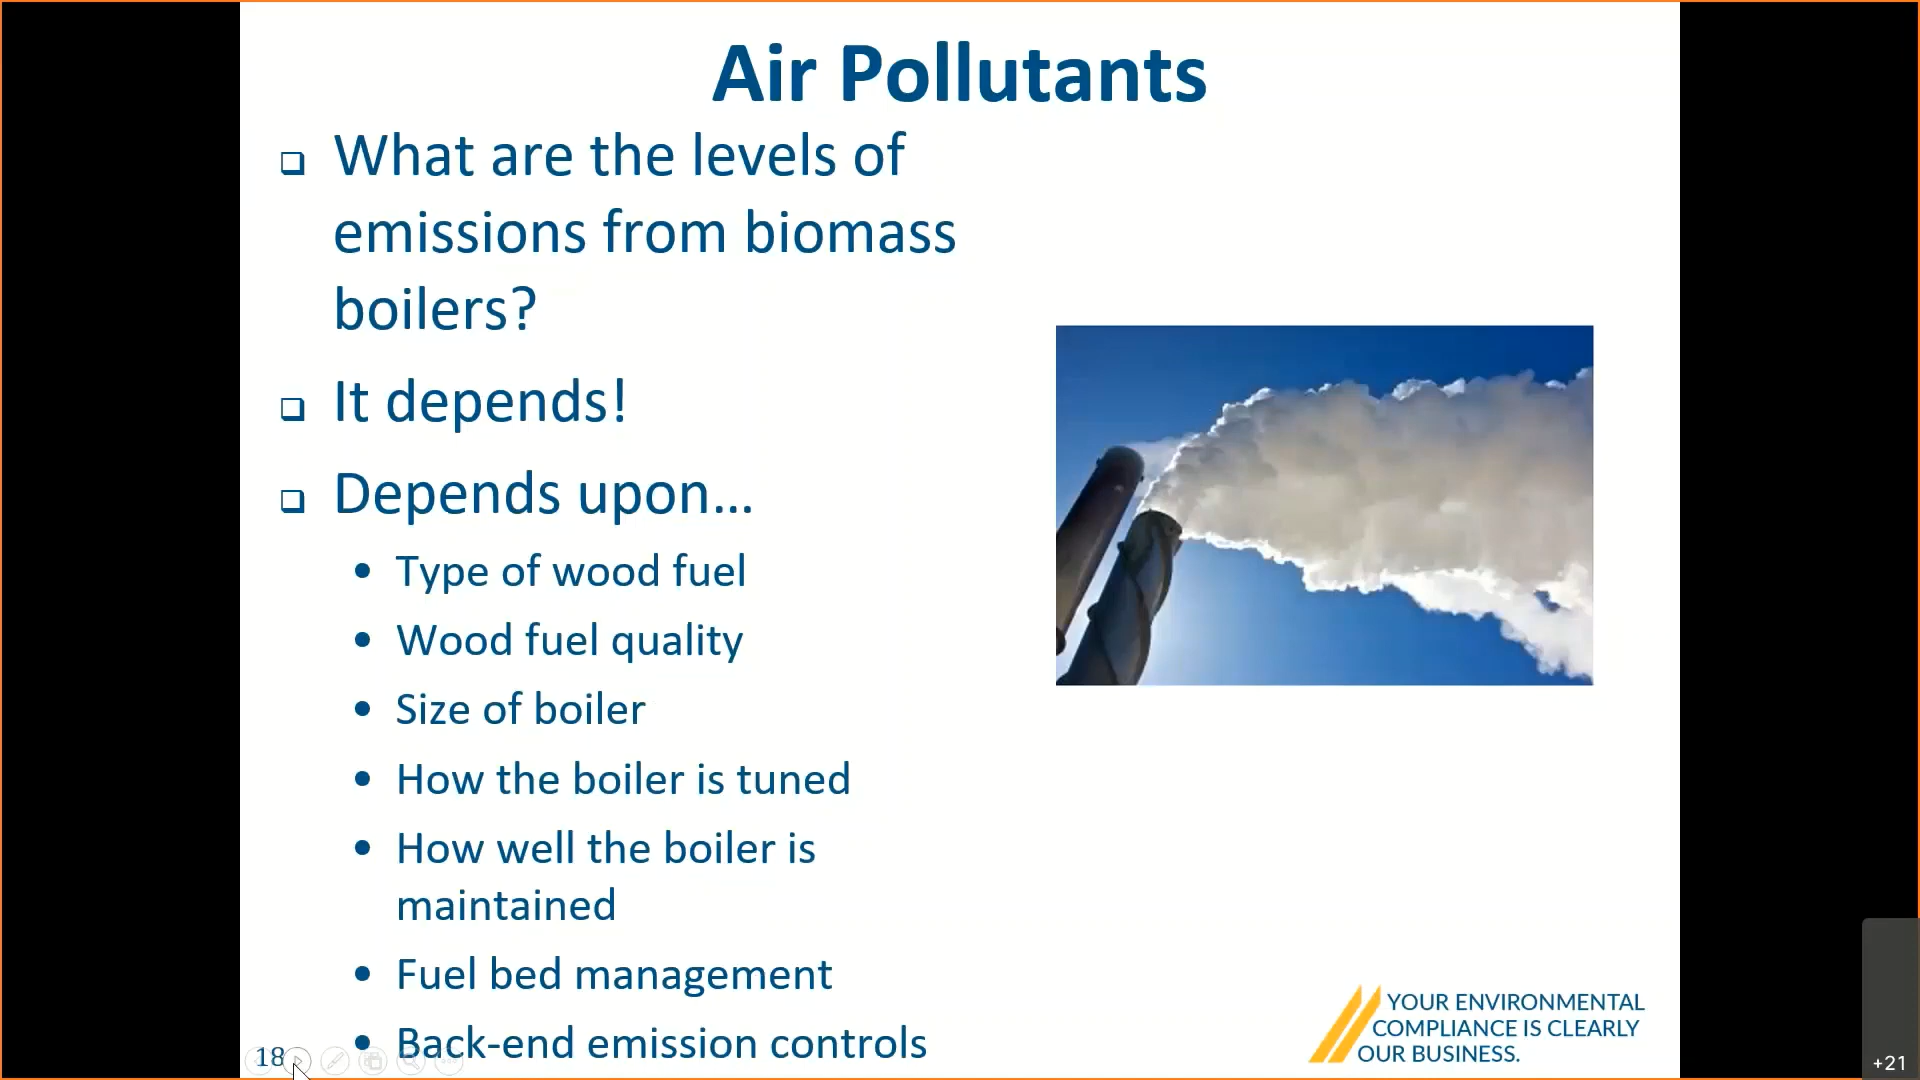 Air Pollutants
What are the levels of
emissions from biomass
boilers?
It depends!
Depends upon...
Type of wood fuel
Wood fuel quality
Size of boiler
How the boiler is tuned
How well the boiler is
maintained
Fuel bed management
Back-end emission controls
18
YOUR ENVIRONMENTAL
COMPLIANCE IS CLEARLY
OUR BUSINESS.
+21